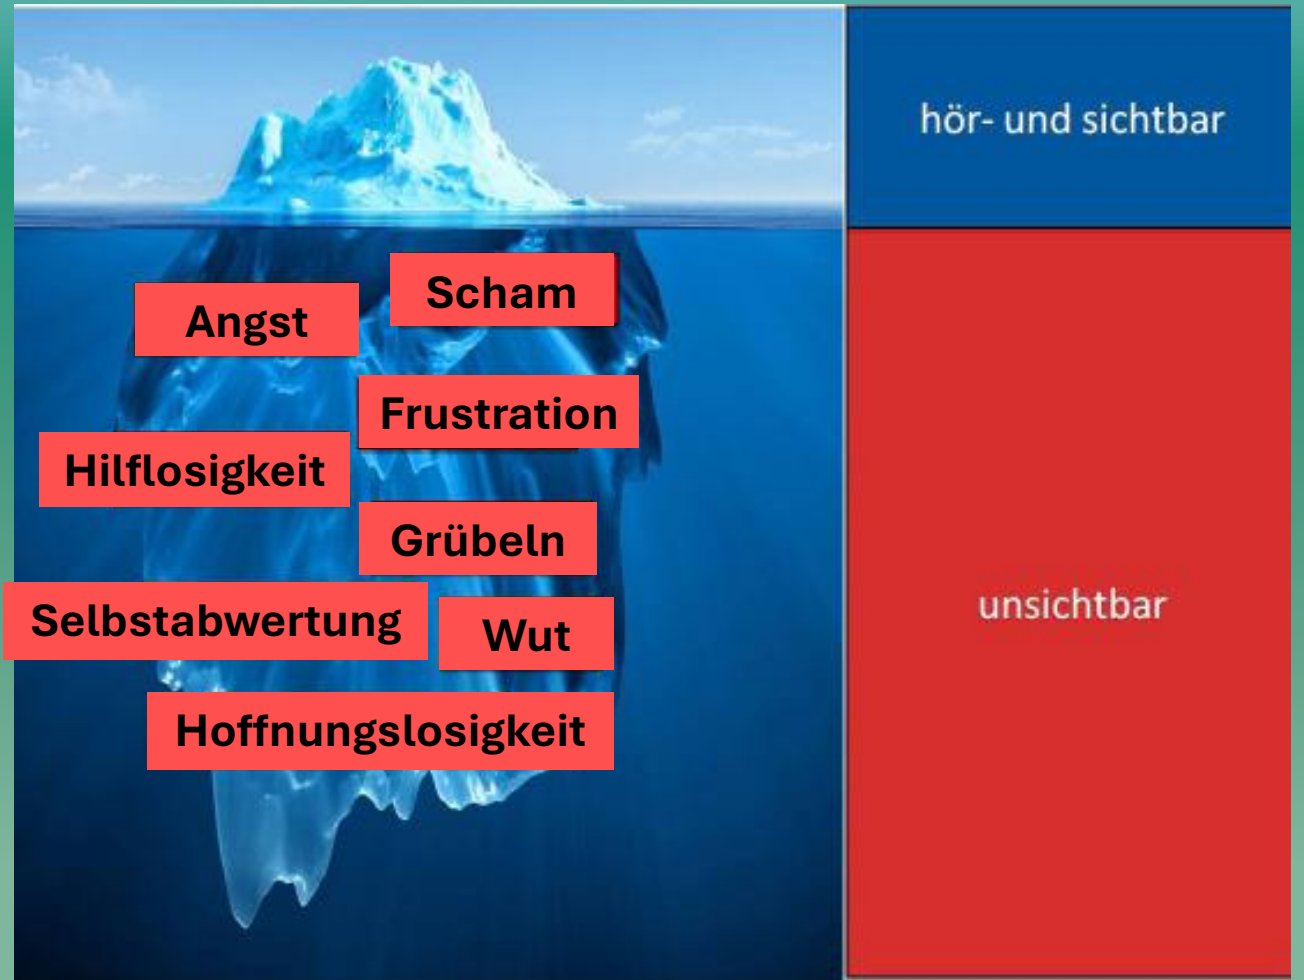 hör- und sichtbar
Scham
Angst
Frustration
Hilflosigkeit
Grübeln
Selbstabwertung
Wut
Hoffnungslosigkeit
unsichtbar